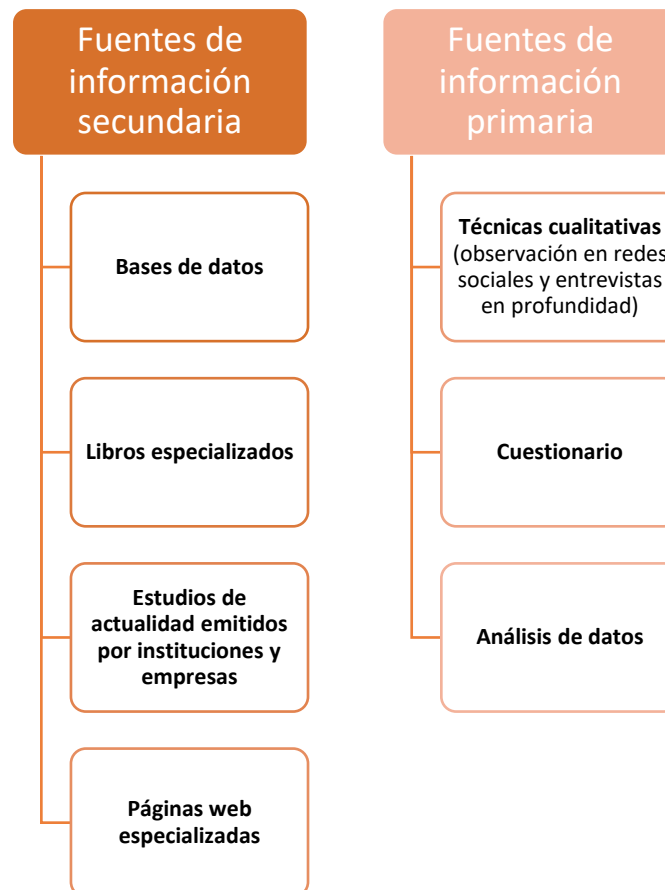 Fuentes de
información
secundaria
Bases de datos
Libros especializados
Estudios de
actualidad emitidos
por instituciones y
empresas
Páginas web
especializadas
Fuentes de
información
primaria
Técnicas cualitativas
(observación en redes
sociales y entrevistas
en profundidad)
Cuestionario
Análisis de datos